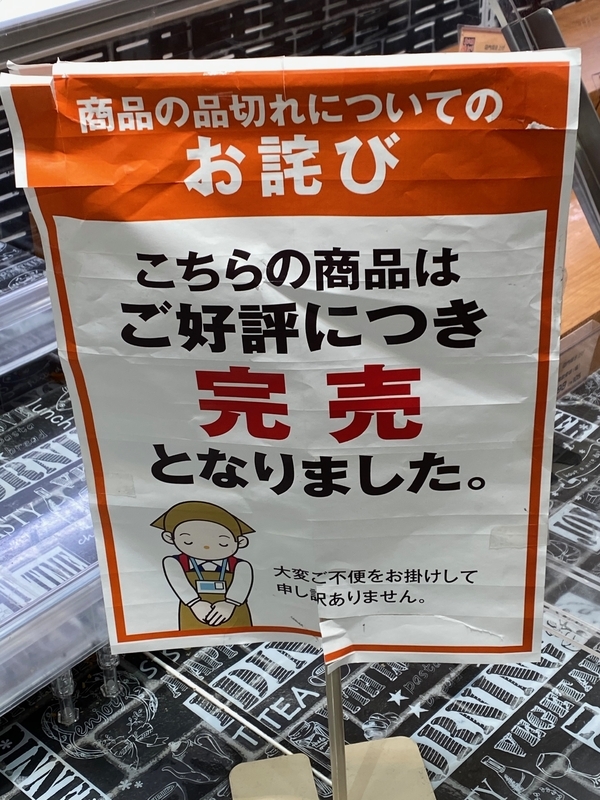 商品の品切れについての
お詫び
こちらの商品は
ご好評につき
完売
となりました。
大変ご不便をお掛けして
申し訳ありません。